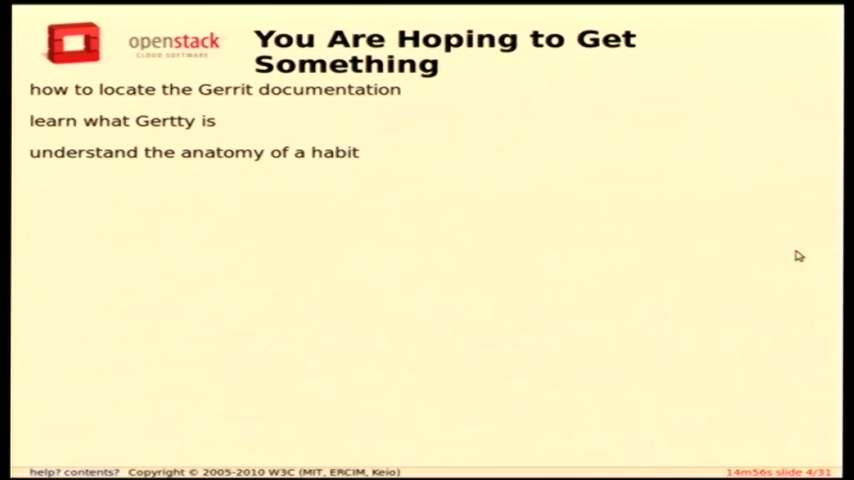 openstack
CLOUD SOFTWARE
You Are Hoping to Get
Something
how to locate the Gerrit documentation
learn what Gertty is
understand the anatomy of a habit
help? contents? Copyright © 2005-2010 W3C (MIT, ERCIM, Keio)
14m56s slide 4/31